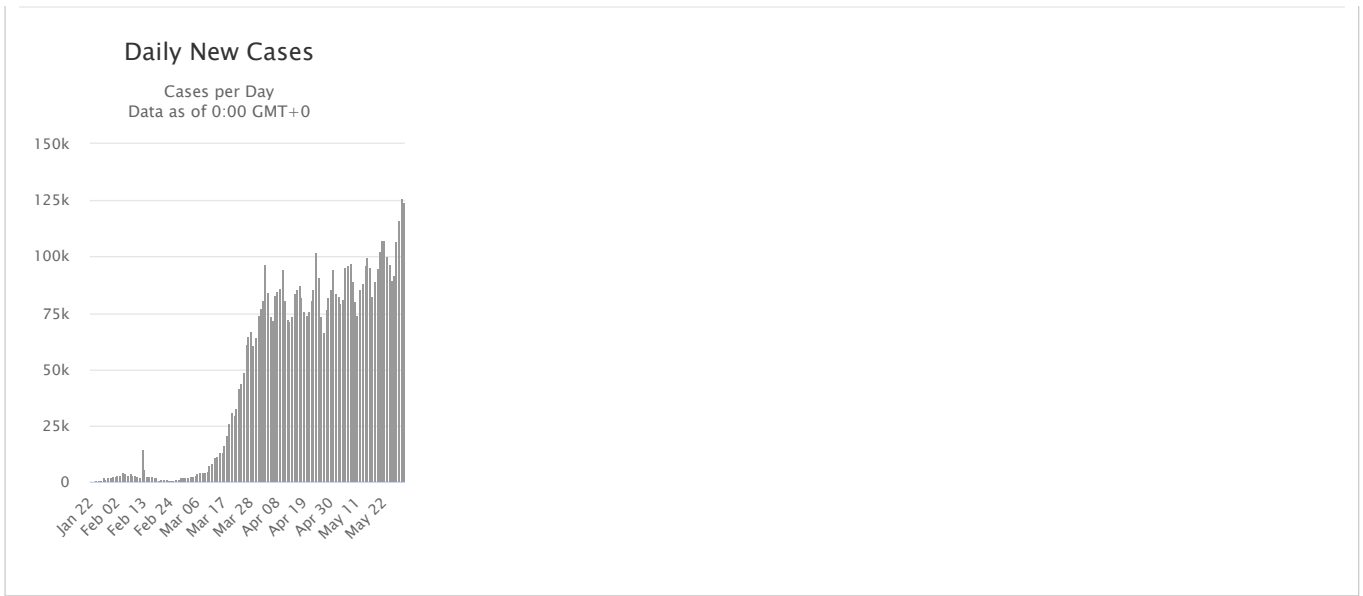 Daily New Cases
Cases per Day
Data as of 0:00 GMT+0
150k
125k
100k
75k
50k
25k
0
Jan 22
Feb 02
Feb 13
Feb 24
Mar 06
Mar 17
Mar 28
Apr 08
Apr 19
Apr 30
May 11
May 22